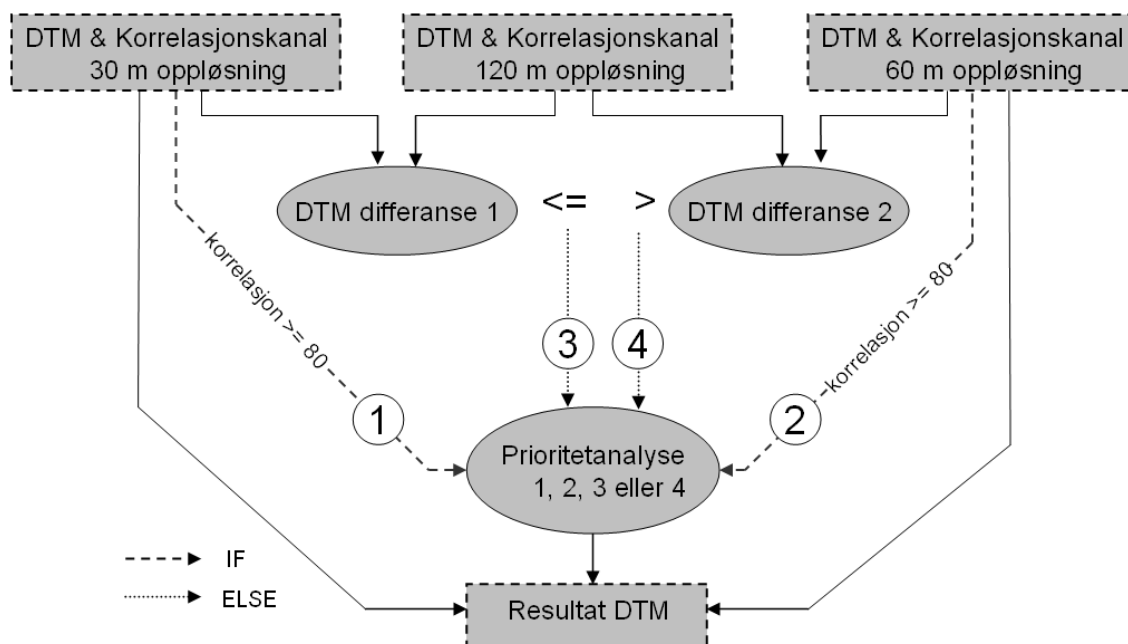 DTM & Korrelasjonskanal
30 m oppløsning
DTM & Korrelasjonskanal
120 m oppløsning
DTM & Korrelasjonskanal
60 m oppløsning
DTM differanse 1
<=
>
DTM differanse 2
korrelasjon >= 80
korrelasjon >= 80
3
4
1
2
Prioritetanalyse
1, 2, 3 eller 4
IF
ELSE
Resultat DTM